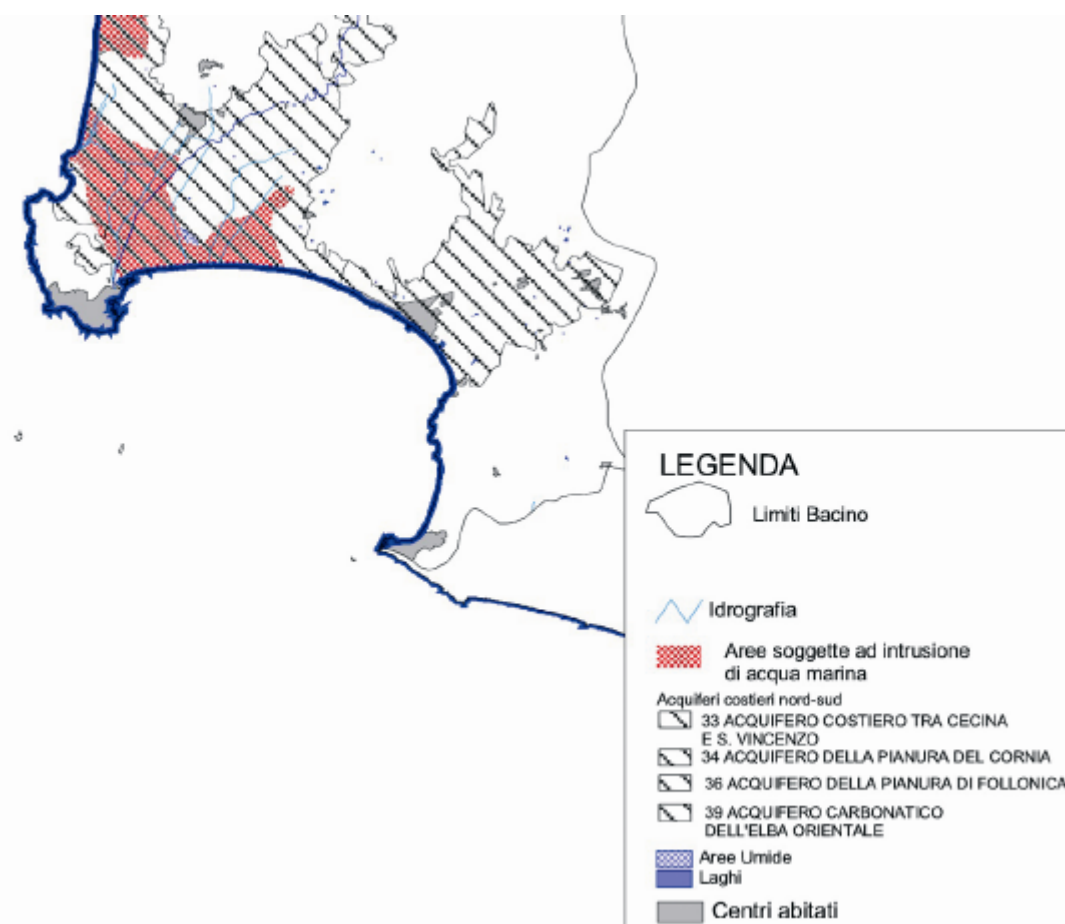 LEGENDA
Limiti Bacino
Idrografia
Aree soggette ad intrusione
di acqua marina
Acquiferi costieri nord-sud
33 ACQUIFERO COSTIERO TRA CECINA
E S. VINCENZO
34 ACQUIFERO DELLA PIANURA DEL CORNIA
36 ACQUIFERO DELLA PIANURA DI FOLLONICA
39 ACQUIFERO CARBONATICO
DELL'ELBA ORIENTALE
Aree Umide
Laghi
Centri abitati